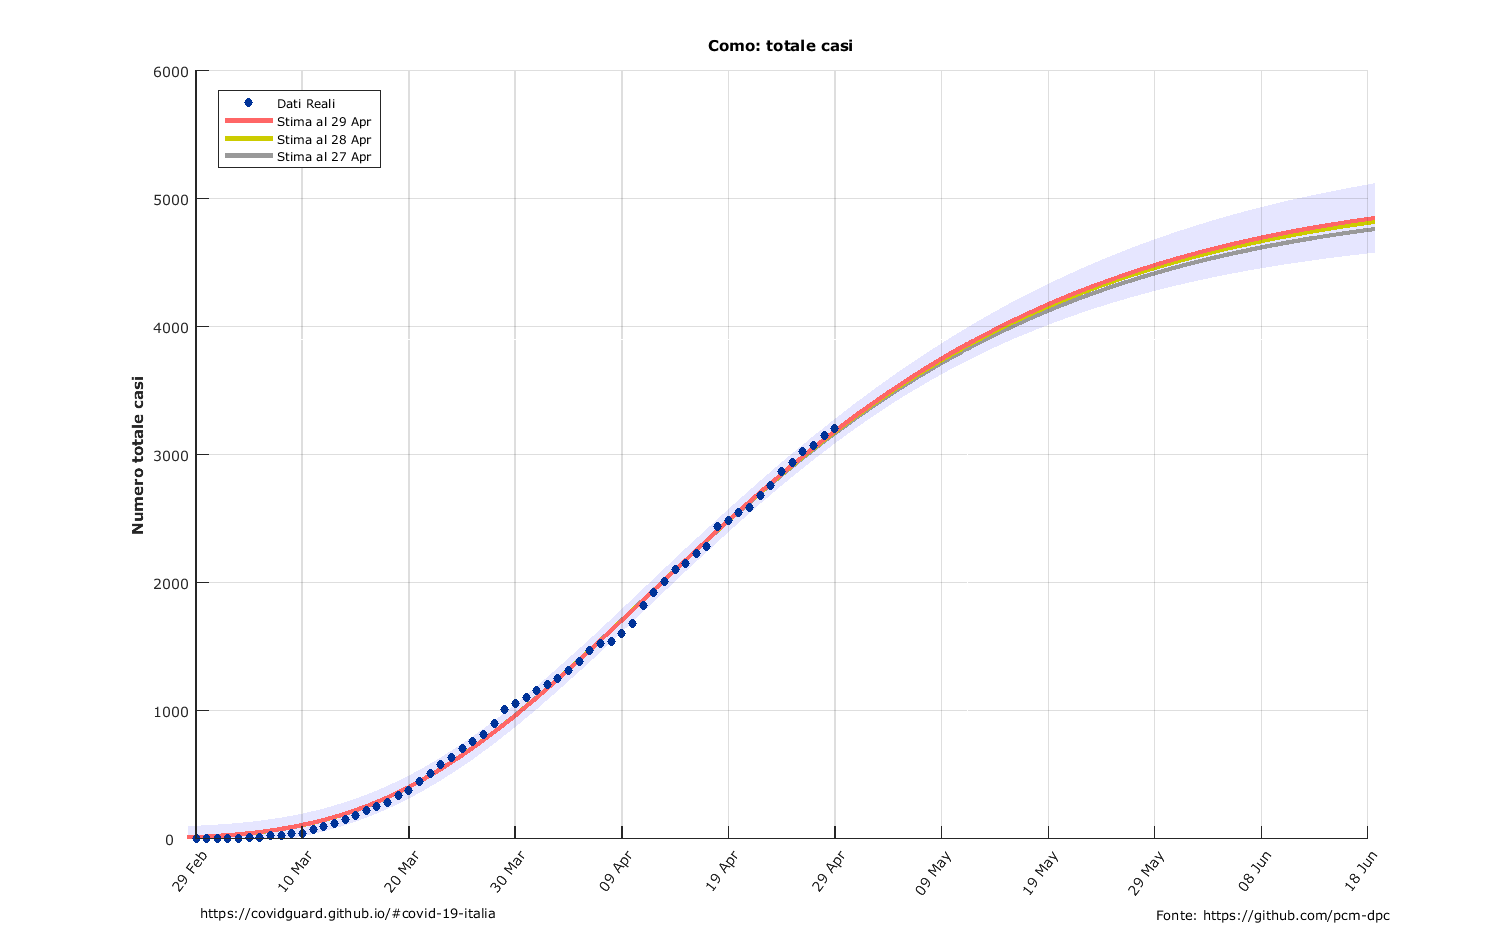 Como: totale casi
6000
5000
4000
3000
2000
1000
0
Numero totale casi
Dati Reali
Stima al 29 Apr
Stima al 28 Apr
Stima al 27 Apr
29 Feb
10 Mar
20 Mar
30 Mar
09 Apr
19 Apr
29 Apr
09 May
19 May
29 May
08 Jun
18 Jun
https://covidguard.github.io/#covid-19-italia
Fonte: https://github.com/pcm-dpc